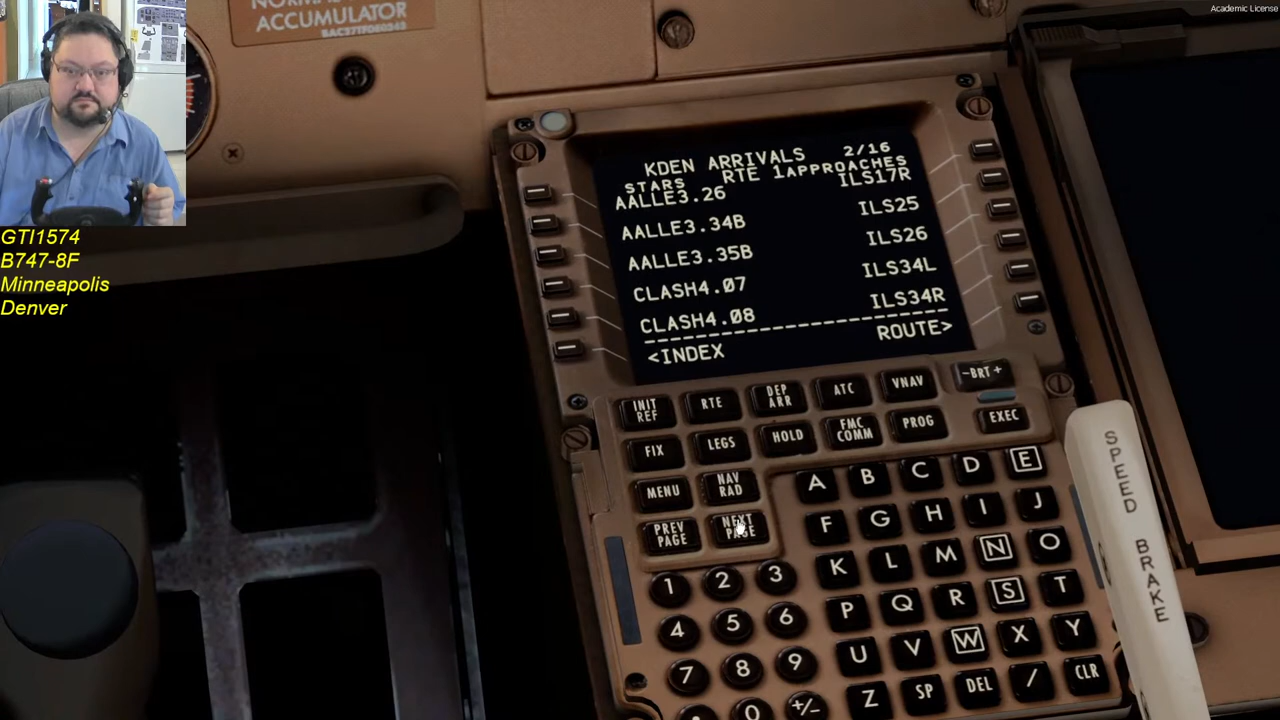 Academic License
NORMAL
ACCUMULATOR
GTI1574
B747-8F
Minneapolis
Denver
KDEN ARRIVALS 2/16
STARS RTE 1 APPROACHES
AALLE3.26 ILS17R
AALLE3.34B ILS25
AALLE3.35B ILS26
CLASH4.07 ILS34L
CLASH4.08 ILS34R
<INDEX ROUTE>
INIT REF RTE DEP ARR ATC VNAV -BRT+
FIX LEGS HOLD FMC COMM PROG EXEC
MENU NAV RAD
PREV PAGE NEXT PAGE
A B C D E
F G H I J
K L M N O
P Q R S T
U V W X Y
Z SP DEL / CLR
1 2 3
4 5 6
7 8 9
0 +/-
SPEED BRAKE